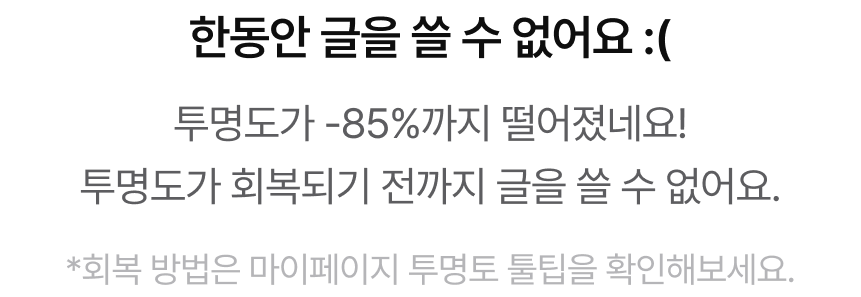 한동안 글을 쓸 수 없어요 :(
투명도가 -85%까지 떨어졌네요!
투명도가 회복되기 전까지 글을 쓸 수 없어요.
*회복 방법은 마이페이지 투명토 툴팁을 확인해보세요.